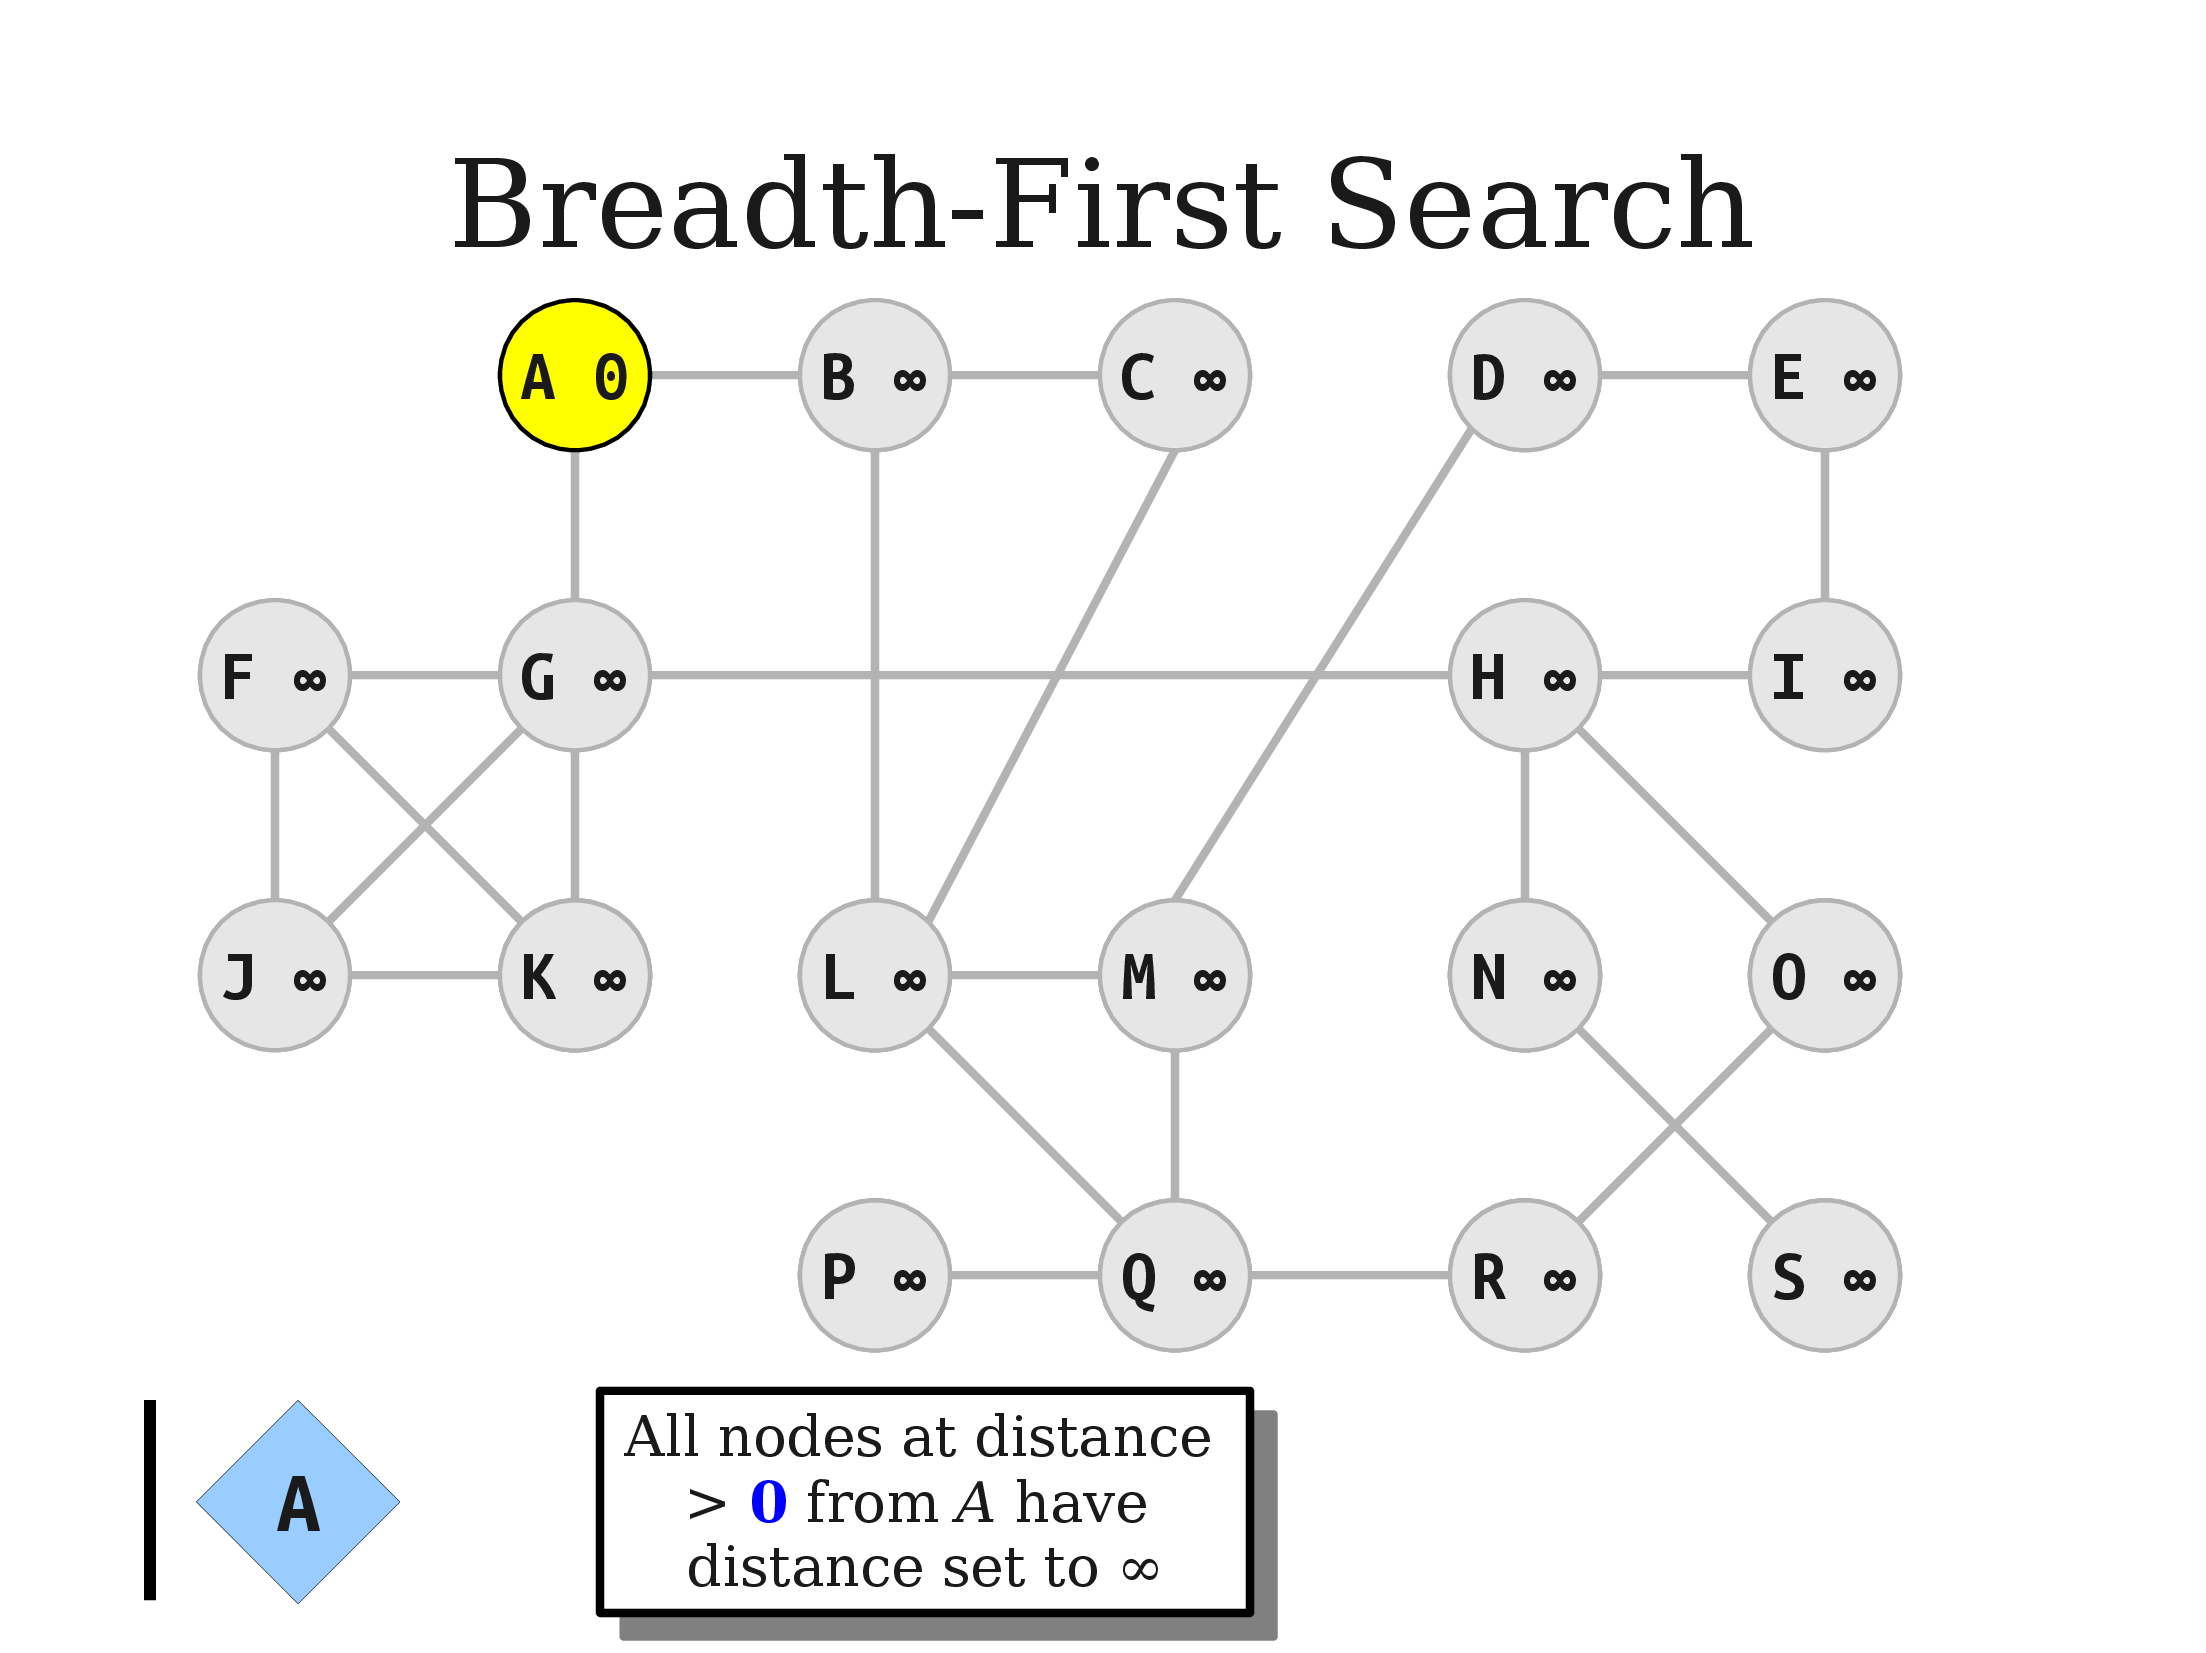 Breadth-First Search
A 0 B ∞ C ∞ D ∞ E ∞
F ∞ G ∞ H ∞ I ∞
J ∞ K ∞ L ∞ M ∞ N ∞ O ∞
P ∞ Q ∞ R ∞ S ∞
A
All nodes at distance
> 0 from A have
distance set to ∞